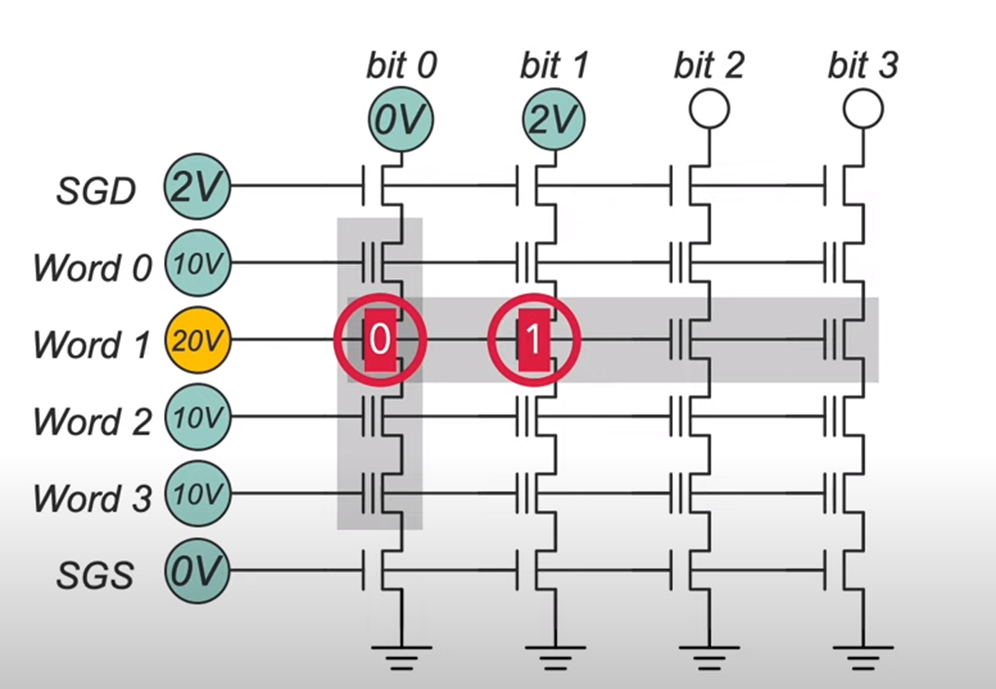 bit 0 bit 1 bit 2 bit 3
0V 2V
SGD 2V
Word 0 10V
Word 1 20V 0 1
Word 2 10V
Word 3 10V
SGS 0V